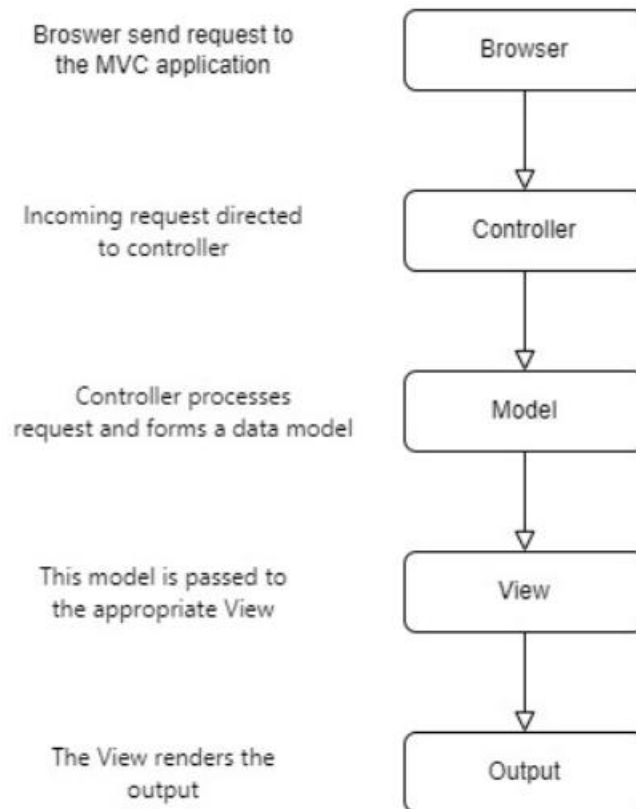 Broswer send request to
the MVC application
Browser
Incoming request directed
to controller
Controller
Controller processes
request and forms a data model
Model
This model is passed to
the appropriate View
View
The View renders the
output
Output